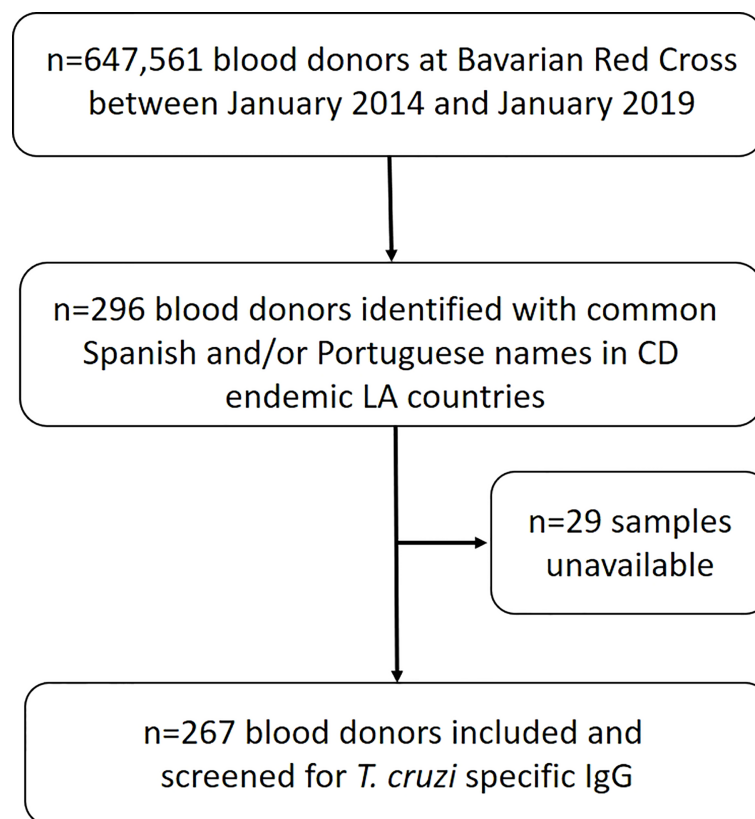 n=647,561 blood donors at Bavarian Red Cross
between January 2014 and January 2019
n=296 blood donors identified with common
Spanish and/or Portuguese names in CD
endemic LA countries
n=29 samples
unavailable
n=267 blood donors included and
screened for T. cruzi specific IgG